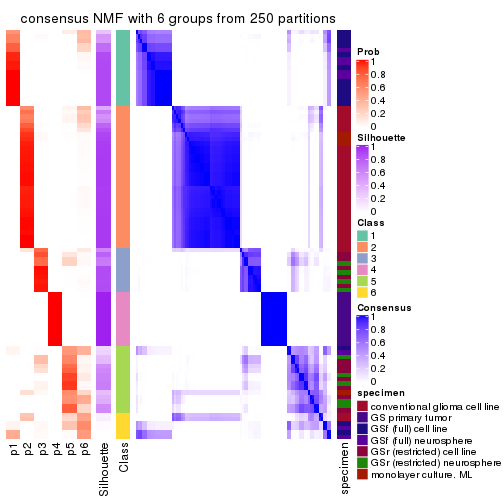 consensus NMF with 6 groups from 250 partitions
Prob
1
0.8
0.6
0.4
0.2
0
Silhouette
1
0.8
0.6
0.4
0.2
0
Class
1
2
3
4
5
6
Consensus
1
0.8
0.6
0.4
0.2
0
specimen
conventional glioma cell line
GS primary tumor
GSf (full) cell line
GSf (full) neurosphere
GSr (restricted) cell line
GSr (restricted) neurosphere
monolayer culture. ML
p1
p2
p3
p4
p5
p6
Silhouette
Class
specimen